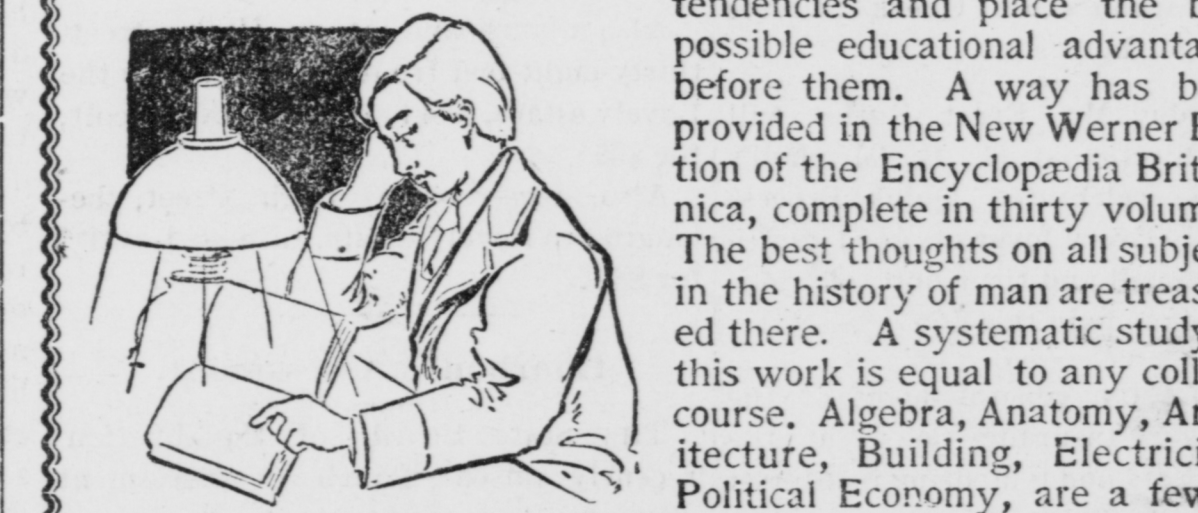 tendencies and place the
possible educational advanta
before them. A way has b
provided in the New Werner
tion of the Encyclopædia Brit
nica, complete in thirty volum
The best thoughts on all subje
in the history of man are treas
ed there. A systematic study
this work is equal to any coll
course. Algebra, Anatomy, A
itecture, Building, Electrici
Political Economy, are a few